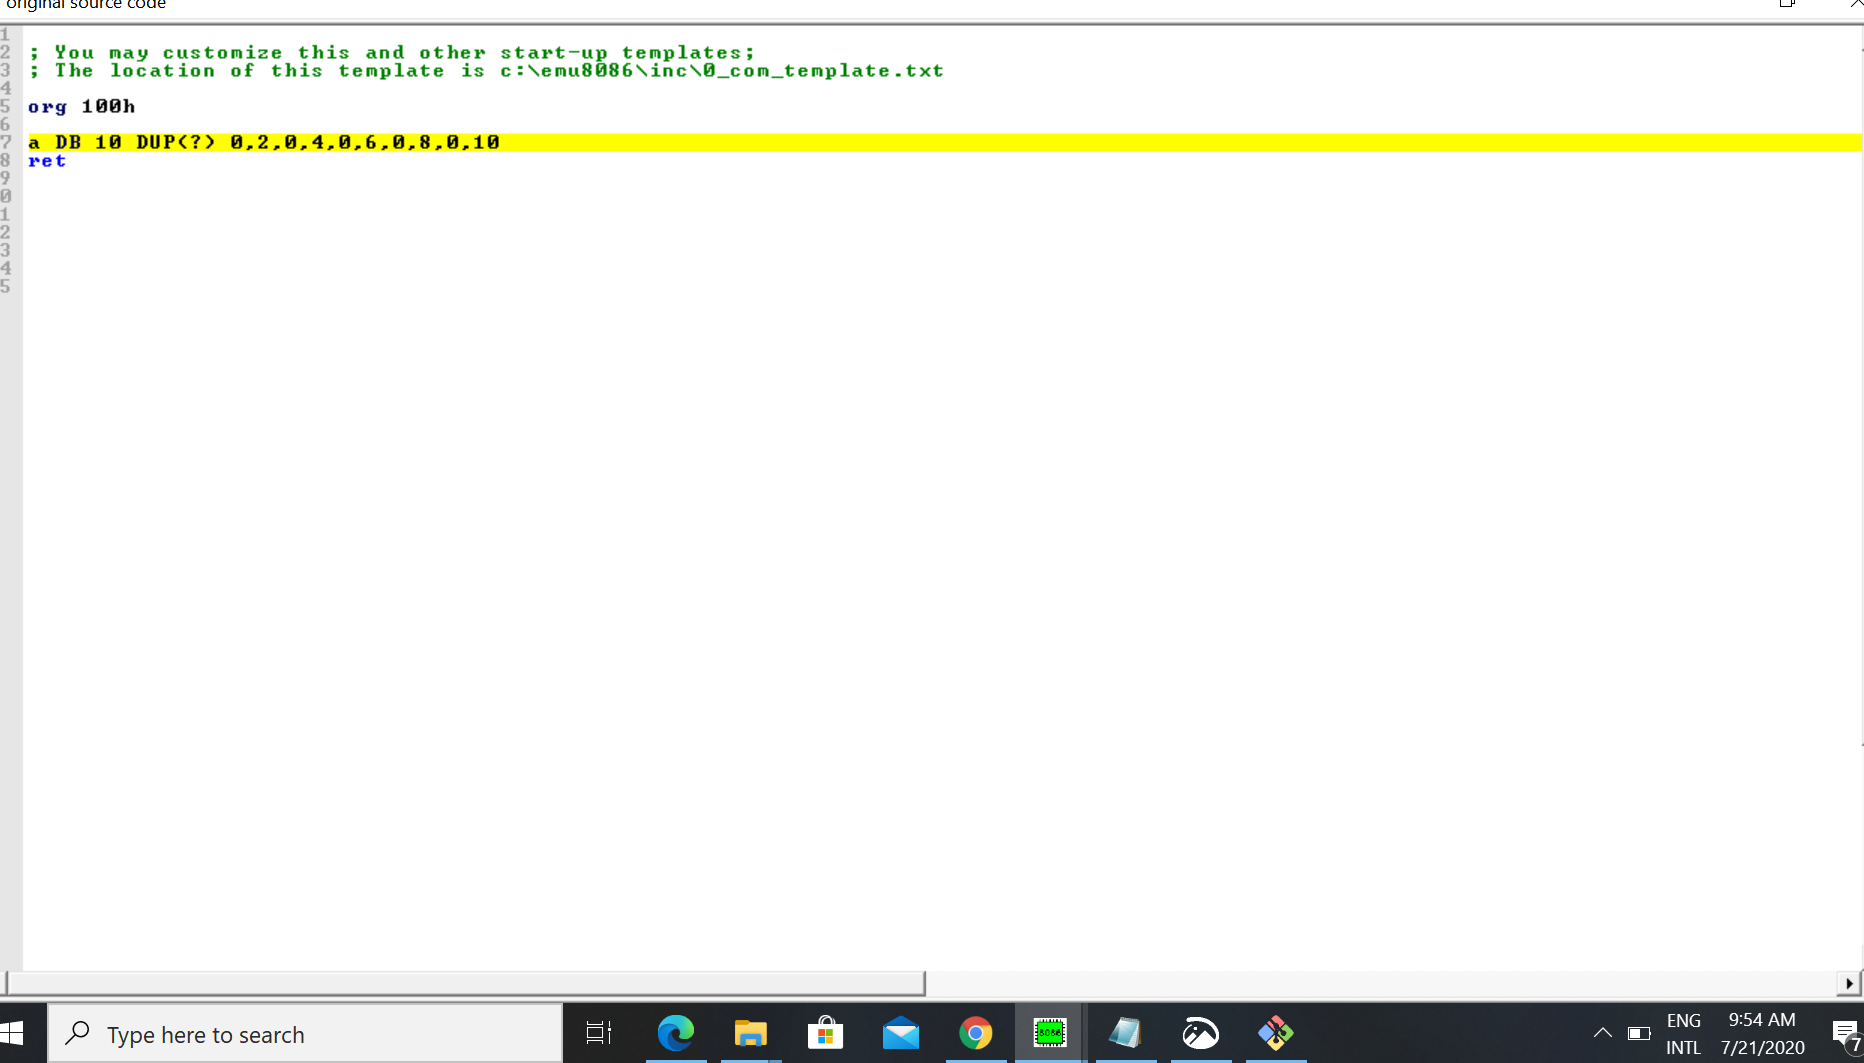 original source code
1
2 ; You may customize this and other start-up templates;
3 ; The location of this template is c:\emu8086\inc\0_com_template.txt
4
5 org 100h
6
7 a DB 10 DUP(?) 0,2,0,4,0,6,0,8,0,10
8 ret
9
0
1
2
3
4
5
Type here to search
8086
ENG 9:54 AM
INTL 7/21/2020
7